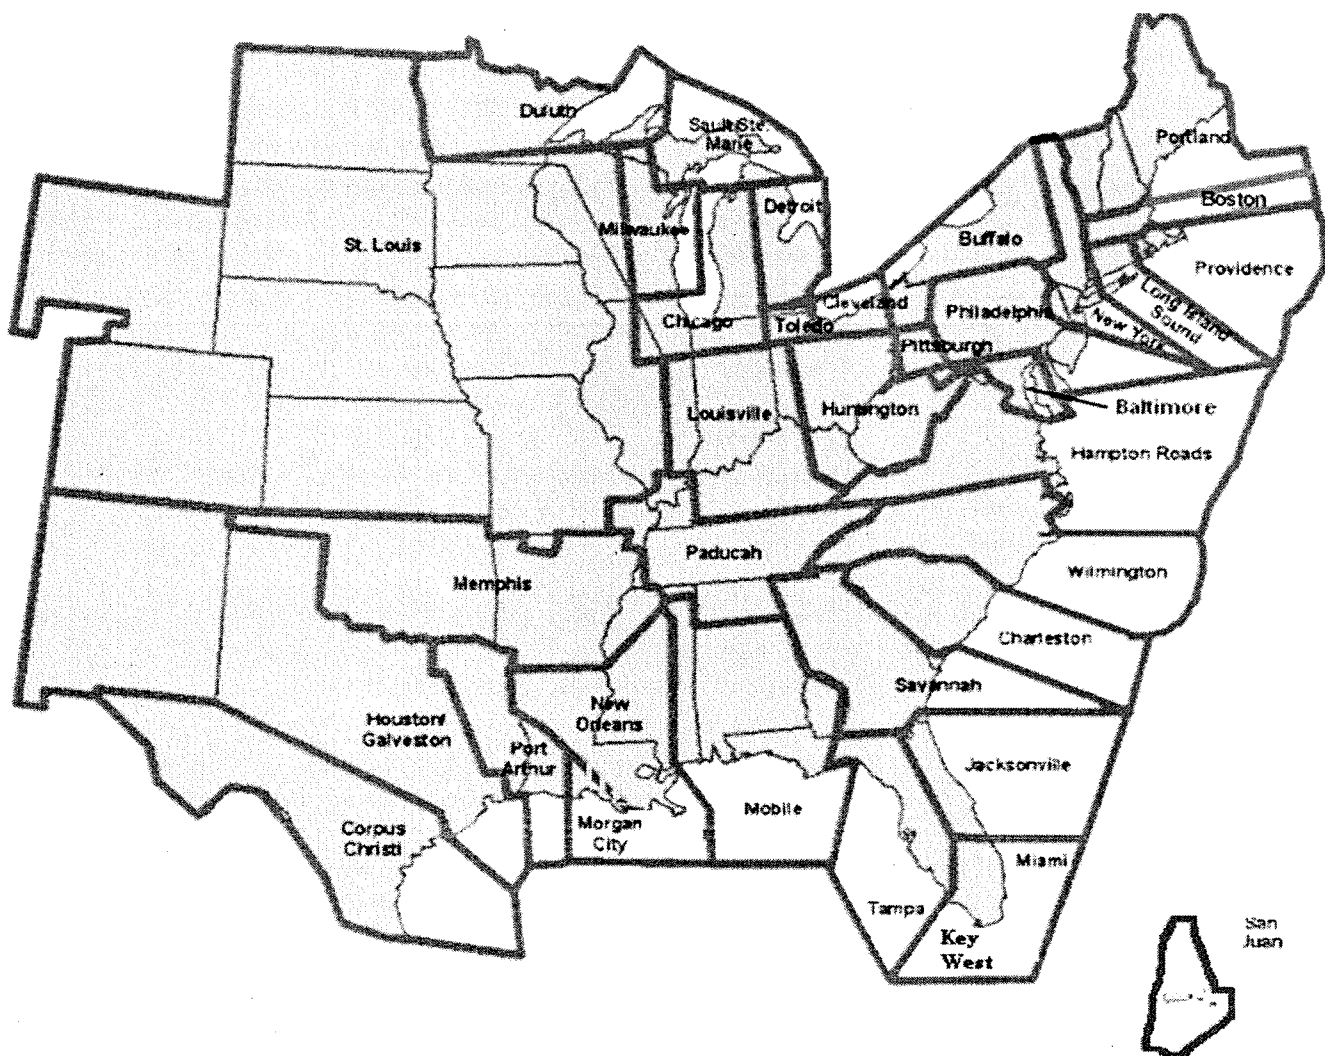 Duluth
Sault Ste.
Marie
Portland
Detroit
Boston
Milwaukee
Buffalo
St. Louis
Providence
Cleveland
Long Island
Sound
Chicago
Toledo
Philadelphia
New York
Pittsburgh
Louisville
Huntington
Baltimore
Hampton Roads
Paducah
Wilmington
Memphis
Charleston
Savannah
New
Orleans
Houston/
Galveston
Port
Arthur
Jacksonville
Mobile
Corpus
Christi
Morgan
City
Miami
Tampa
Key
West
San
Juan